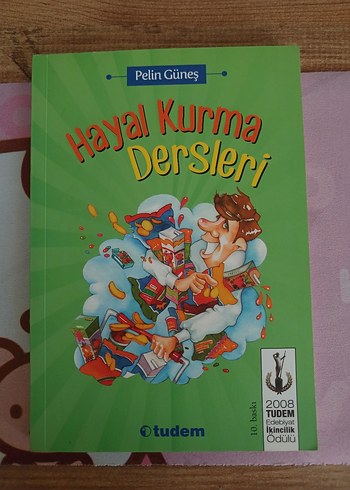 Pelin Güneş
Hayal Kurma
Dersleri
10. baskı
2008
TUDEM
Edebiyat
İkincilik
Ödülü
tudem